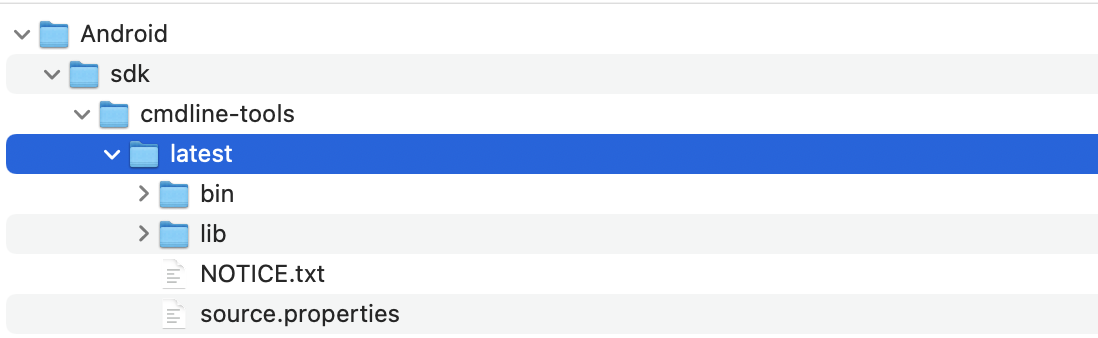 Android
sdk
cmdline-tools
latest
bin
lib
NOTICE.txt
source.properties